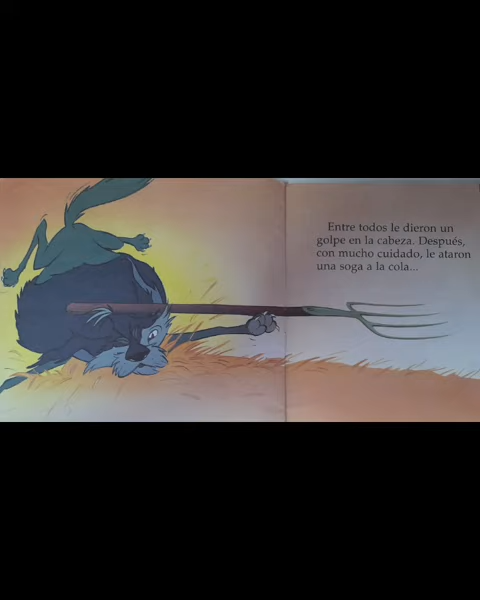 Entre todos le dieron un
golpe en la cabeza. Después,
con mucho cuidado, le ataron
una soga a la cola...